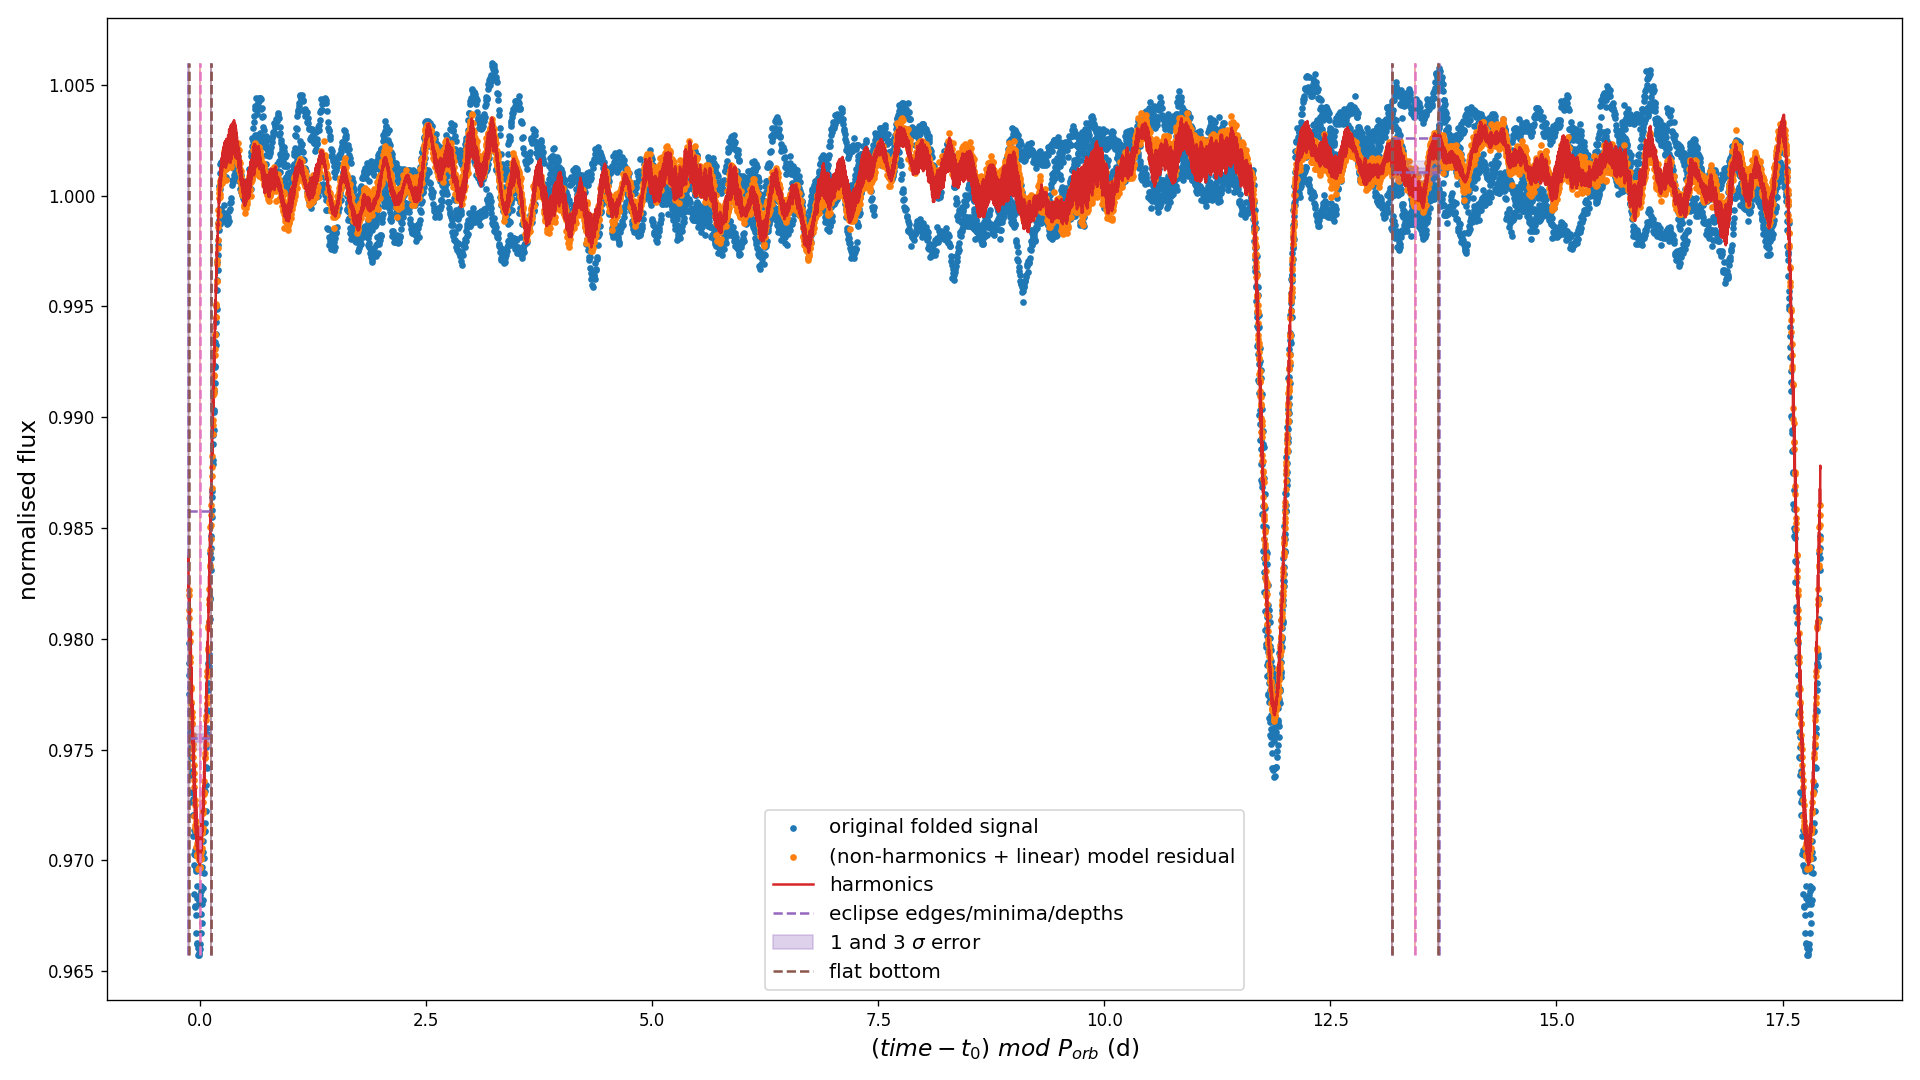 1.005
1.000
0.995
0.990
0.985
0.980
0.975
0.970
0.965
normalised flux
original folded signal
(non-harmonics + linear) model residual
harmonics
eclipse edges/minima/depths
1 and 3 σ error
flat bottom
0.0 2.5 5.0 7.5 10.0 12.5 15.0 17.5
(time − t₀) mod Pₒᵣᵦ (d)